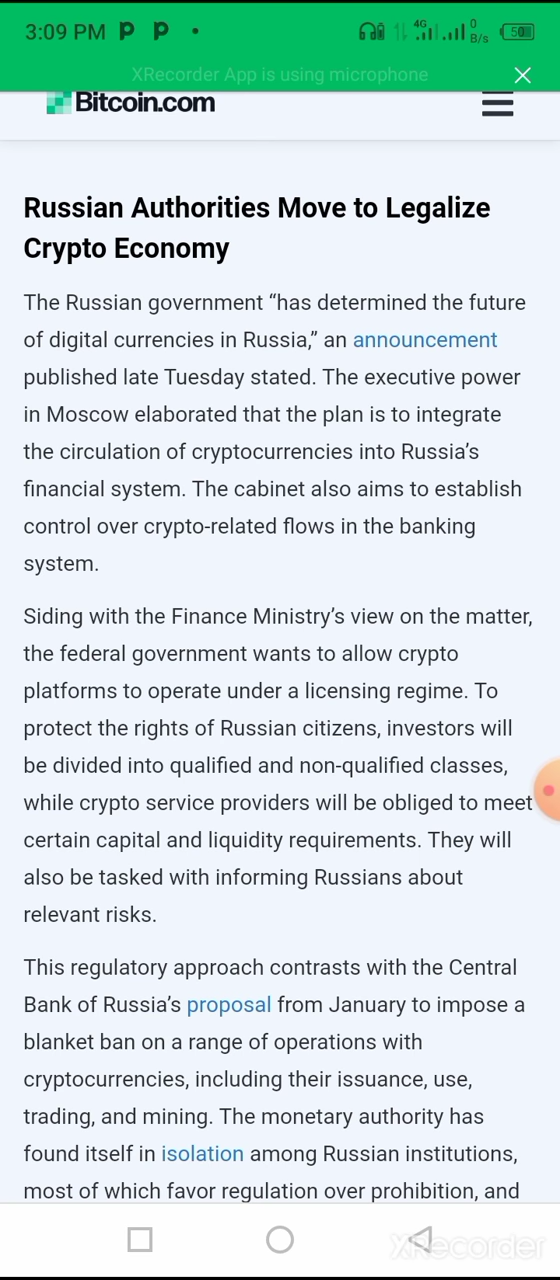 3:09 PM
4G 0 B/s 50
XRecorder App is using microphone
Bitcoin.com
Russian Authorities Move to Legalize
Crypto Economy
The Russian government “has determined the future
of digital currencies in Russia,” an announcement
published late Tuesday stated. The executive power
in Moscow elaborated that the plan is to integrate
the circulation of cryptocurrencies into Russia’s
financial system. The cabinet also aims to establish
control over crypto-related flows in the banking
system.
Siding with the Finance Ministry’s view on the matter,
the federal government wants to allow crypto
platforms to operate under a licensing regime. To
protect the rights of Russian citizens, investors will
be divided into qualified and non-qualified classes,
while crypto service providers will be obliged to meet
certain capital and liquidity requirements. They will
also be tasked with informing Russians about
relevant risks.
This regulatory approach contrasts with the Central
Bank of Russia’s proposal from January to impose a
blanket ban on a range of operations with
cryptocurrencies, including their issuance, use,
trading, and mining. The monetary authority has
found itself in isolation among Russian institutions,
most of which favor regulation over prohibition, and
XRecorder